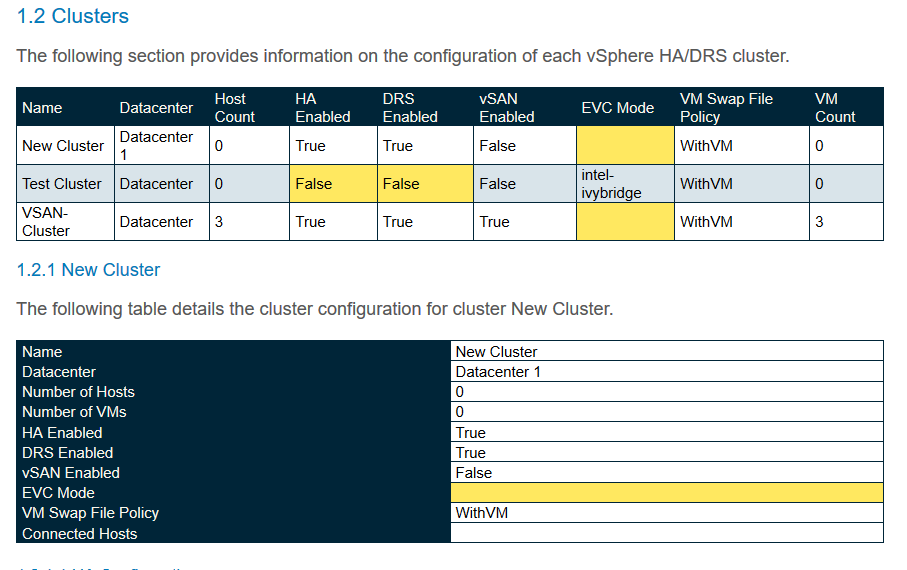 1.2 Clusters
The following section provides information on the configuration of each vSphere HA/DRS cluster.
Name Datacenter Host Count HA Enabled DRS Enabled vSAN Enabled EVC Mode VM Swap File Policy VM Count
New Cluster Datacenter 1 0 True True False WithVM 0
Test Cluster Datacenter 0 False False False intel-ivybridge WithVM 0
VSAN-Cluster Datacenter 3 True True True WithVM 3
1.2.1 New Cluster
The following table details the cluster configuration for cluster New Cluster.
Name New Cluster
Datacenter Datacenter 1
Number of Hosts 0
Number of VMs 0
HA Enabled True
DRS Enabled True
vSAN Enabled False
EVC Mode
VM Swap File Policy WithVM
Connected Hosts